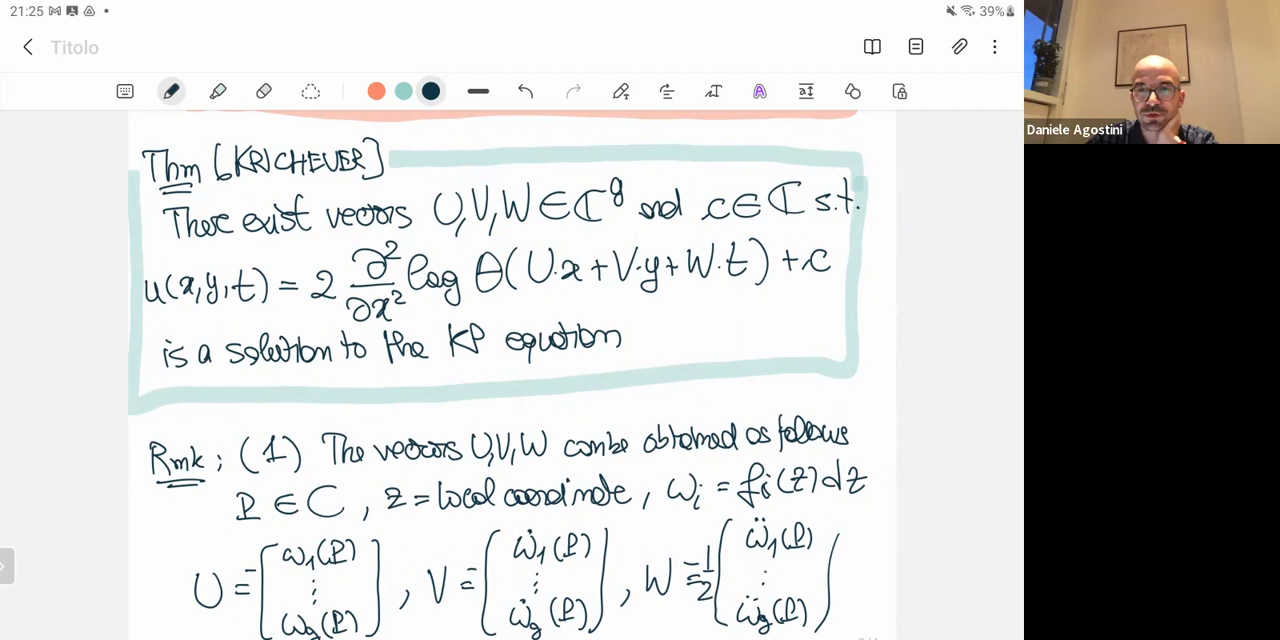 21:25
39%
Titolo
Daniele Agostini
Thm [KRICHEVER]
There exist vectors U, V, W ∈ ℂ^g and c ∈ ℂ s.t.
u(x,y,t) = 2 ∂²/∂x² log θ(U·x + V·y + W·t) + c
is a solution to the KP equation
Rmk: (1) The vectors U, V, W can be obtained as follows
P ∈ C, z = local coordinate, ω_i = f_i(z) dz
U = [ω_1(P) ⋮ ω_g(P)], V = [ω̇_1(P) ⋮ ω̇_g(P)], W = 1/2 [ω̈_1(P) ⋮ ω̈_g(P)]